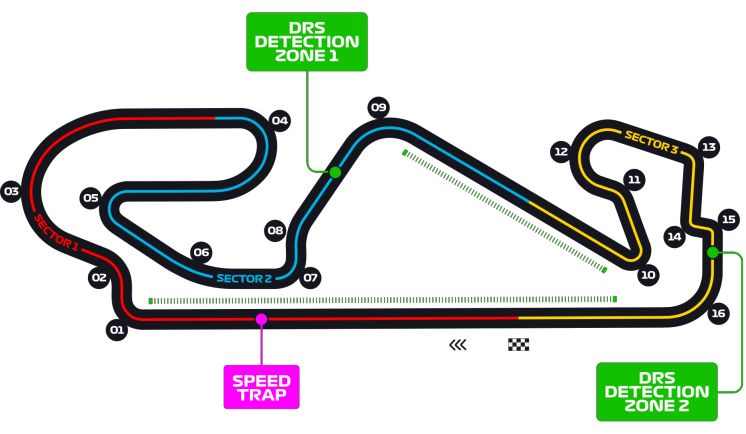 DRS
DETECTION
ZONE 1
09
04
13
SECTOR 3
12
11
03
05
15
08
14
SECTOR 1
06
02
SECTOR 2
07
10
16
01
SPEED
TRAP
DRS
DETECTION
ZONE 2